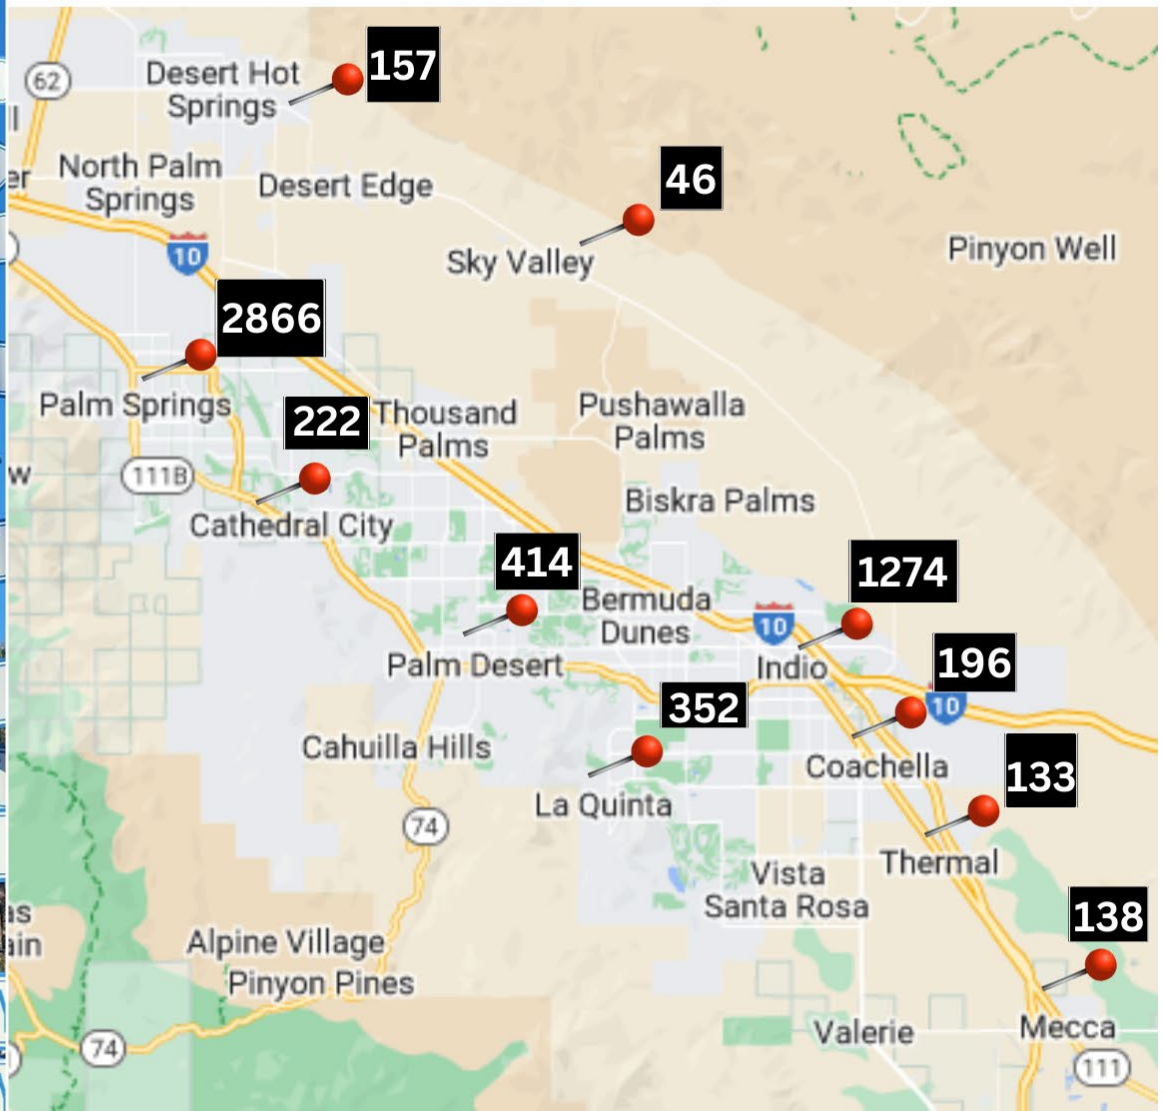 157
Desert Hot
Springs
62
46
North Palm
Springs
Desert Edge
Sky Valley
Pinyon Well
10
2866
Palm Springs
222
Thousand
Palms
Pushawalla
Palms
111B
Biskra Palms
Cathedral City
414
1274
Bermuda
Dunes
10
Palm Desert
Indio
196
352
10
Cahuilla Hills
Coachella
133
La Quinta
74
Thermal
Vista
Santa Rosa
138
Alpine Village
Pinyon Pines
Valerie
Mecca
74
111